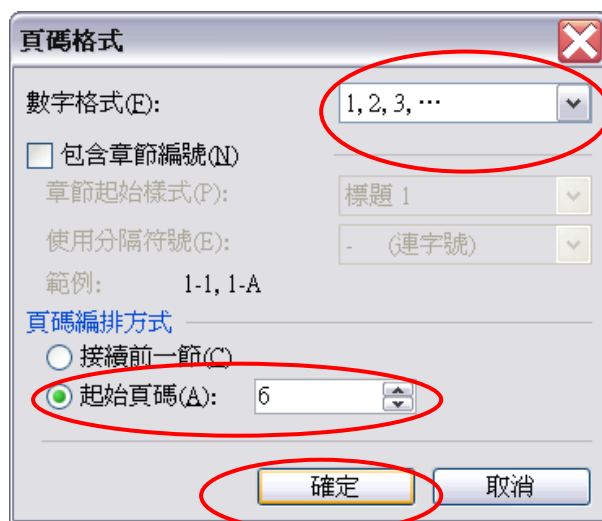 頁碼格式
數字格式(F): 1, 2, 3, …
包含章節編號(N)
章節起始樣式(P): 標題 1
使用分隔符號(E): - (連字號)
範例: 1-1, 1-A
頁碼編排方式
接續前一節(C)
起始頁碼(A): 6
確定 取消